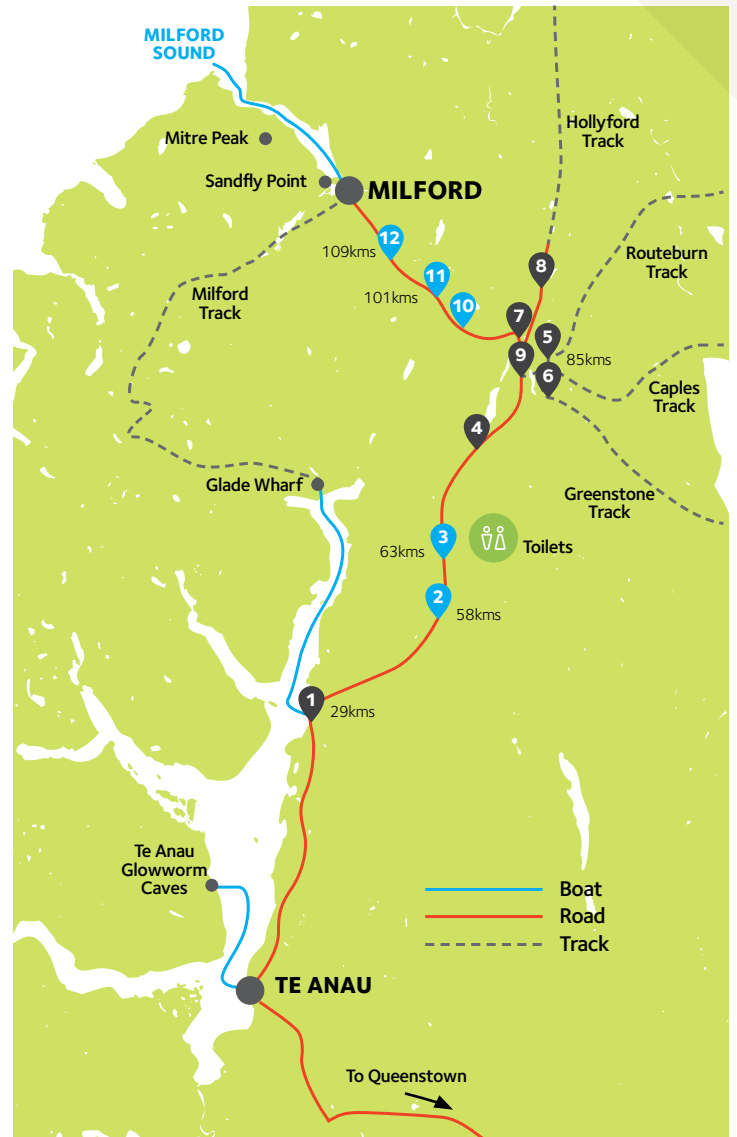 MILFORD
SOUND
Hollyford
Track
Mitre Peak
Sandfly Point
MILFORD
12
109kms
Routeburn
Track
11
101kms
8
Milford
Track
10
7
5
85kms
9
6
Caples
Track
4
Glade Wharf
Greenstone
Track
3
63kms
Toilets
2
58kms
1
29kms
Te Anau
Glowworm
Caves
Boat
Road
Track
TE ANAU
To Queenstown